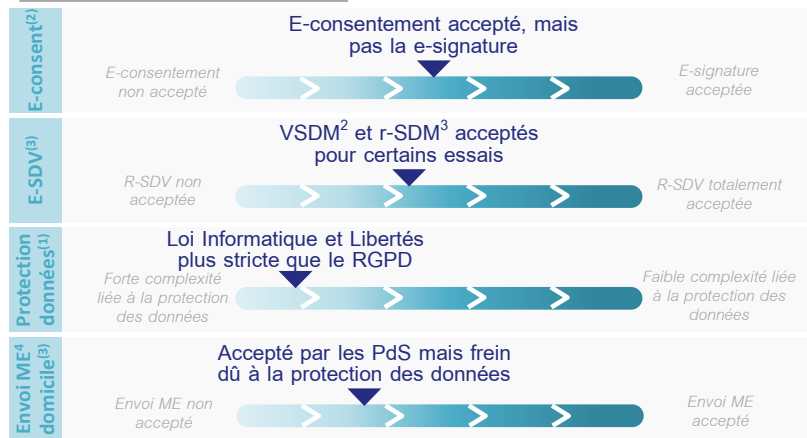 E-consent(2)
E-consentement accepté, mais
pas la e-signature
E-consentement
non accepté
E-signature
acceptée
E-SDV(3)
VSDM2 et r-SDM3 acceptés
pour certains essais
R-SDV non
acceptée
R-SDV totalement
acceptée
Protection
données(1)
Loi Informatique et Libertés
plus stricte que le RGPD
Forte complexité
liée à la protection
des données
Faible complexité liée
à la protection des
données
Envoi ME4
domicile(3)
Accepté par les PdS mais frein
dû à la protection des données
Envoi ME non
accepté
Envoi ME
accepté